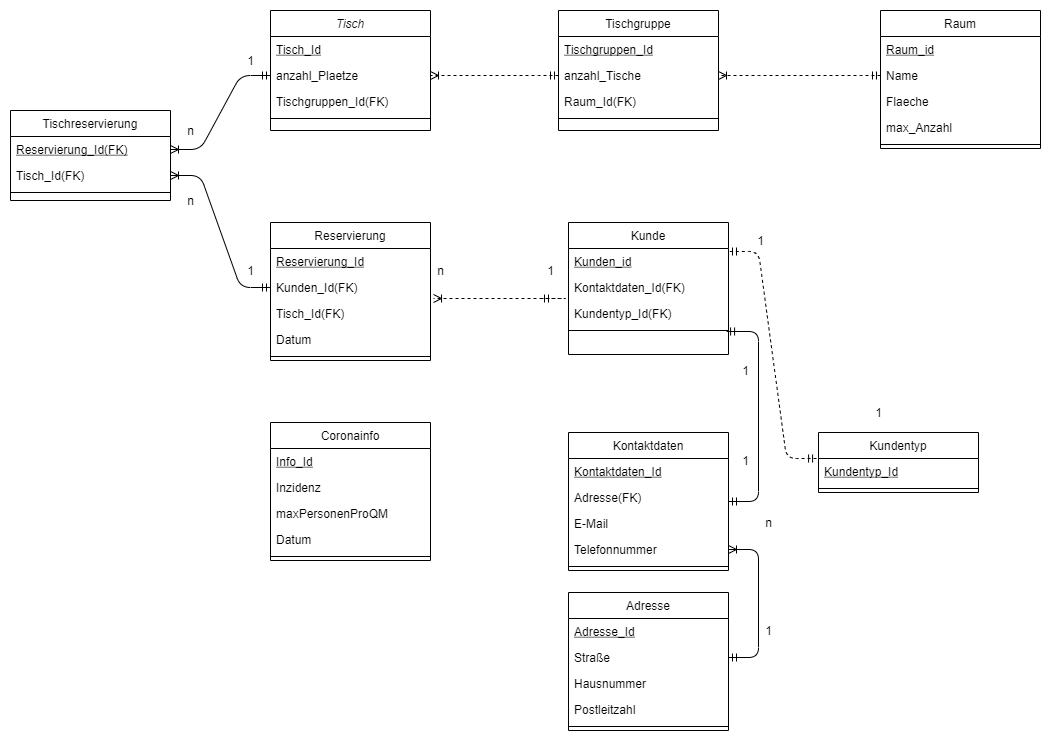 Tisch
Tisch_Id
anzahl_Plaetze
Tischgruppen_Id(FK)
Tischgruppe
Tischgruppen_Id
anzahl_Tische
Raum_Id(FK)
Raum
Raum_id
Name
Flaeche
max_Anzahl
1
n
Tischreservierung
Reservierung_Id(FK)
Tisch_Id(FK)
n
1
Reservierung
Reservierung_Id
Kunden_Id(FK)
Tisch_Id(FK)
Datum
n
1
Kunde
Kunden_id
Kontaktdaten_Id(FK)
Kundentyp_Id(FK)
1
1
1
Kundentyp
Kundentyp_Id
Coronainfo
Info_Id
Inzidenz
maxPersonenProQM
Datum
Kontaktdaten
Kontaktdaten_Id
Adresse(FK)
E-Mail
Telefonnummer
1
n
Adresse
Adresse_Id
Straße
Hausnummer
Postleitzahl
1